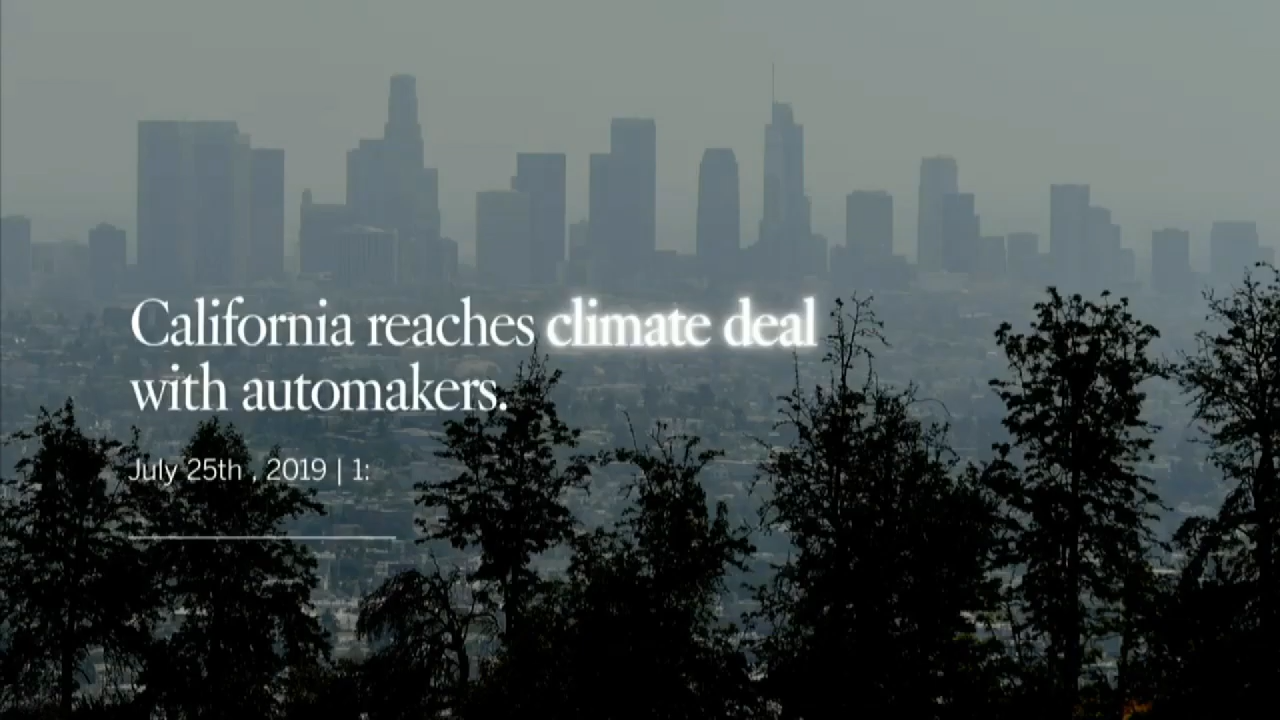 California reaches climate deal
with automakers.
July 25th , 2019 | 1: